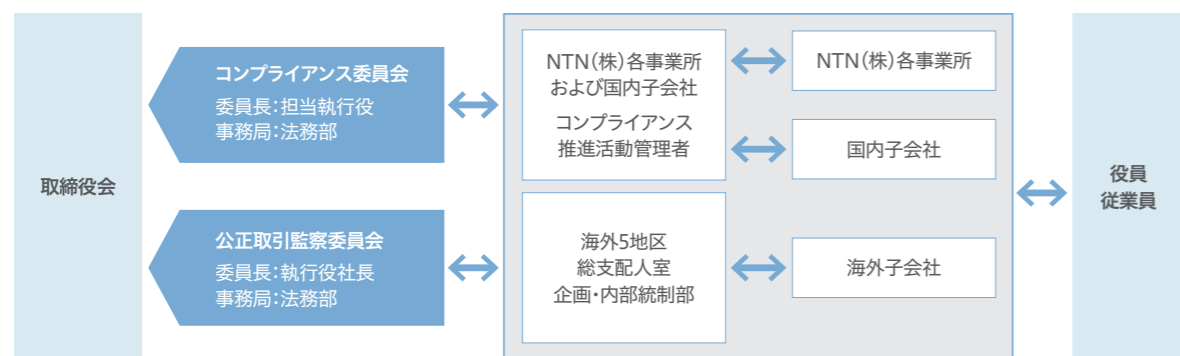 取締役会
コンプライアンス委員会
委員長：担当執行役
事務局：法務部
公正取引監察委員会
委員長：執行役社長
事務局：法務部
NTN（株）各事業所
および国内子会社
コンプライアンス
推進活動管理者
海外5地区
総支配人室
企画・内部統制部
NTN（株）各事業所
国内子会社
海外子会社
役員
従業員